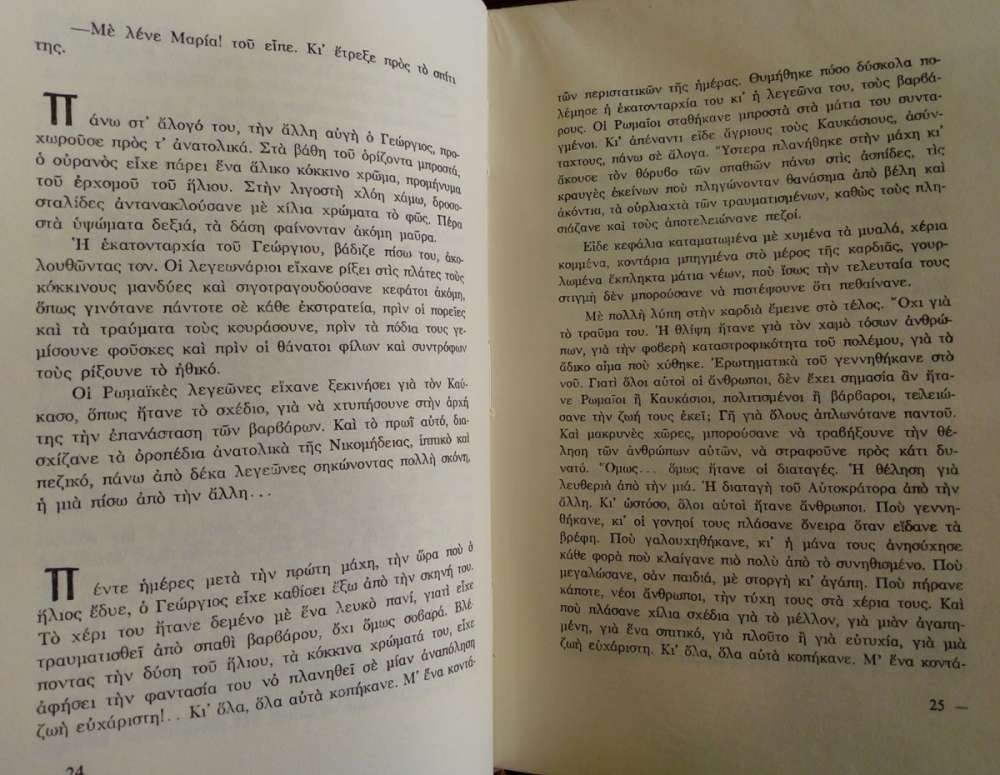 —Μὲ λένε Μαρία! τοῦ εἶπε. Κι' ἔτρεξε πρὸς τὸ σπίτι
της.
Πάνω στ' ἄλογό του, τὴν ἄλλη αὐγὴ ὁ Γεώργιος, προ-
χωροῦσε πρὸς τ' ἀνατολικά. Στὰ βάθη τοῦ ὁρίζοντα μπροστά,
ὁ οὐρανὸς εἶχε πάρει ἕνα ἄλικο κόκκινο χρῶμα, προμήνυμα
τοῦ ἐρχομοῦ τοῦ ἥλιου. Στὴν λιγοστὴ χλόη χάμω, δροσο-
σταλίδες ἀντανακλούσανε μὲ χίλια χρώματα τὸ φῶς. Πέρα
στὰ ὑψώματα δεξιά, τὰ δάση φαίνονταν ἀκόμη μαῦρα.
Ἡ ἑκατονταρχία τοῦ Γεώργιου, βάδιζε πίσω του, ἀκο-
λουθῶντας τον. Οἱ λεγεωνάριοι εἴχανε ρίξει στὶς πλάτες τοὺς
κόκκινους μανδύες καὶ σιγοτραγουδούσανε κεφάτοι ἀκόμη,
ὅπως γινότανε πάντοτε σὲ κάθε ἐκστρατεία, πρὶν οἱ πορεῖες
καὶ τὰ τραύματα τοὺς κουράσουνε, πρὶν τὰ πόδια τους γε-
μίσουνε φοῦσκες καὶ πρὶν οἱ θάνατοι φίλων καὶ συντρόφων
τοὺς ρίξουνε τὸ ἠθικό.
Οἱ Ρωμαϊκὲς λεγεῶνες εἴχανε ξεκινήσει γιὰ τὸν Καύ-
κασο, ὅπως ἤτανε τὸ σχέδιο, γιὰ νὰ χτυπήσουνε στὴν ἀρχή
της τὴν ἐπανάσταση τῶν βαρβάρων. Καὶ τὸ πρωῒ αὐτό, δια-
σχίζανε τὰ ὀροπέδια ἀνατολικὰ τῆς Νικομήδειας, ἱππικὸ καὶ
πεζικό, πάνω ἀπὸ δέκα λεγεῶνες σηκώνοντας πολλὴ σκόνη,
ἡ μιὰ πίσω ἀπὸ τὴν ἄλλη...
Πέντε ἡμέρες μετὰ τὴν πρώτη μάχη, τὴν ὥρα ποὺ ὁ
ἥλιος ἔδυε, ὁ Γεώργιος εἶχε καθίσει ἔξω ἀπὸ τὴν σκηνή του.
Τὸ χέρι του ἤτανε δεμένο μὲ ἕνα λευκὸ πανί, γιατὶ εἶχε
τραυματισθεῖ ἀπὸ σπαθὶ βαρβάρου, ὄχι ὅμως σοβαρά. Βλέ-
ποντας τὴν δύση τοῦ ἥλιου, τὰ κόκκινα χρώματά του, εἶχε
ἀφήσει τὴν φαντασία του νὸ πλανηθεῖ σὲ μίαν ἀναπόληση
ζωὴ εὐχάριστη!.. Κι' ὅλα, ὅλα αὐτὰ κοπήκανε. Μ' ἕνα κοντά-
24
τῶν περιστατικῶν τῆς ἡμέρας. Θυμήθηκε πόσο δύσκολα πο-
λέμησε ἡ ἑκατονταρχία του κι' ἡ λεγεῶνα του, τοὺς βαρβά-
ρους. Οἱ Ρωμαῖοι σταθήκανε μπροστὰ στὰ μάτια του συντα-
γμένοι. Κι' ἀπέναντι εἶδε ἄγριους τοὺς Καυκάσιους, ἀσύν-
ταχτους, πάνω σὲ ἄλογα. Ὕστερα πλανήθηκε στὴν μάχη κι'
ἄκουσε τὸν θόρυβο τῶν σπαθιῶν πάνω στὶς ἀσπίδες, τὶς
κραυγὲς ἐκείνων ποὺ πληγώνονταν θανάσημα ἀπὸ βέλη καὶ
ἀκόντια, τὰ οὐρλιαχτὰ τῶν τραυματισμένων, καθὼς τοὺς πλη-
σιάζανε καὶ τοὺς ἀποτελειώνανε πεζοί.
Εἶδε κεφάλια καταματωμένα μὲ χυμένα τὰ μυαλά, χέρια
κομμένα, κοντάρια μπηγμένα στὸ μέρος τῆς καρδιᾶς, γουρ-
λωμένα ἔκπληκτα μάτια νέων, ποὺ ἴσως τὴν τελευταία τους
στιγμὴ δὲν μπορούσανε νὰ πιστέψουνε ὅτι πεθαίνανε.
Μὲ πολλὴ λύπη στὴν καρδιὰ ἔμεινε στὸ τέλος. Ὄχι γιὰ
τὸ τραῦμα του. Ἡ θλίψη ἤτανε γιὰ τὸν χαμὸ τόσων ἀνθρώ-
πων, γιὰ τὴν φοβερὴ καταστροφικότητα τοῦ πολέμου, γιὰ τὸ
ἄδικο αἷμα ποὺ χύθηκε. Ἐρωτηματικὰ τοῦ γεννηθήκανε στὸ
νοῦ. Γιατὶ ὅλοι αὐτοὶ οἱ ἄνθρωποι, δὲν ἔχει σημασία ἂν ἤτα-
νε Ρωμαῖοι ἢ Καυκάσιοι, πολιτισμένοι ἢ βάρβαροι, τελειώ-
σανε τὴν ζωή τους ἐκεῖ; Γῆ γιὰ ὅλους ἁπλωνότανε παντοῦ.
Καὶ μακρυνὲς χῶρες, μπορούσανε νὰ τραβήξουνε τὴν θέ-
ληση τῶν ἀνθρώπων αὐτῶν, νὰ στραφοῦνε πρὸς κάτι δυ-
νατό. Ὅμως... ὅμως ἤτανε οἱ διαταγές. Ἡ θέληση γιὰ
λευθεριὰ ἀπὸ τὴν μιά. Ἡ διαταγὴ τοῦ Αὐτοκράτορα ἀπὸ τὴν
ἄλλη. Κι' ὡστόσο, ὅλοι αὐτοὶ ἤτανε ἄνθρωποι. Ποὺ γεννη-
θήκανε, κι' οἱ γονηοί τους πλάσανε ὄνειρα ὅταν εἴδανε τὰ
βρέφη. Ποὺ γαλουχηθήκανε, κι' ἡ μάνα τους ἀνησύχησε
κάθε φορὰ ποὺ κλαίγανε πιὸ πολὺ ἀπὸ τὸ συνηθισμένο. Ποὺ
μεγαλώσανε, σὰν παιδιά, μὲ στοργὴ κι' ἀγάπη. Ποὺ πήρανε
κάποτε, νέοι ἄνθρωποι, τὴν τύχη τους στὰ χέρια τους. Καὶ
ποὺ πλάσανε χίλια σχέδια γιὰ τὸ μέλλον, γιὰ μιὰν ἀγαπη-
μένη, γιὰ ἕνα σπιτικό, γιὰ πλοῦτο ἢ γιὰ εὐτυχία, γιὰ μιὰ
ζωὴ εὐχάριστη. Κι' ὅλα, ὅλα αὐτὰ κοπήκανε. Μ' ἕνα κοντά-
25 —